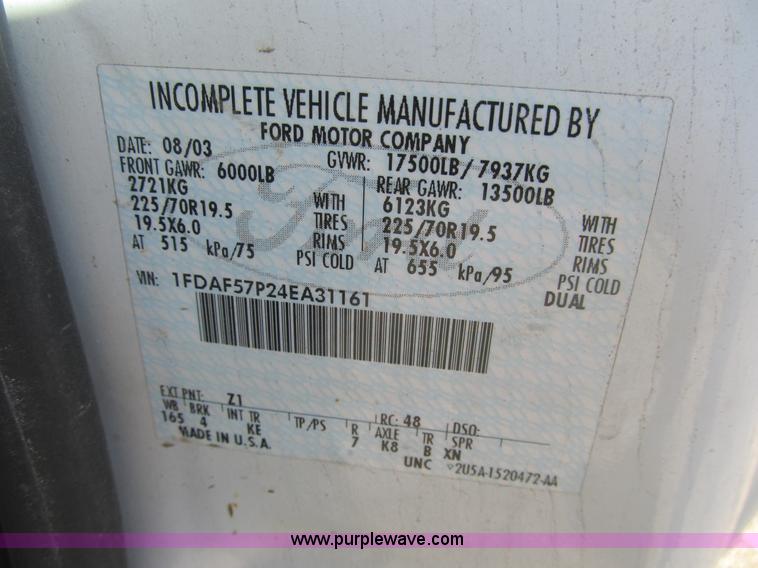 INCOMPLETE VEHICLE MANUFACTURED BY
FORD MOTOR COMPANY
DATE: 08/03 GVWR: 17500LB / 7937KG
FRONT GAWR: 6000LB REAR GAWR: 13500LB
2721KG WITH 6123KG WITH
225/70R19.5 TIRES 225/70R19.5 TIRES
19.5X6.0 RIMS 19.5X6.0 RIMS
AT 515 kPa/75 PSI COLD AT 655 kPa/95 PSI COLD
DUAL
VIN: 1FDAF57P24EA31161
EXT PNT: Z1 RC: 48 DSO:
WB BRK INT TR TP/PS R AXLE TR SPR
165 4 KE 7 K8 B XN
MADE IN U.S.A. UNC 2U5A-1520472-AA
Ford
www.purplewave.com